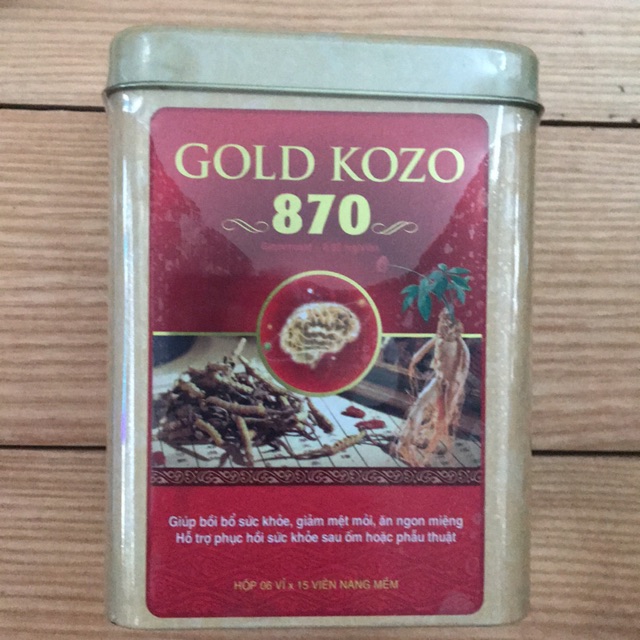 GOLD KOZO
870
Giúp bồi bổ sức khỏe, giảm mệt mỏi, ăn ngon miệng
Hỗ trợ phục hồi sức khỏe sau ốm hoặc phẫu thuật
HỘP 06 VỈ x 15 VIÊN NANG MỀM